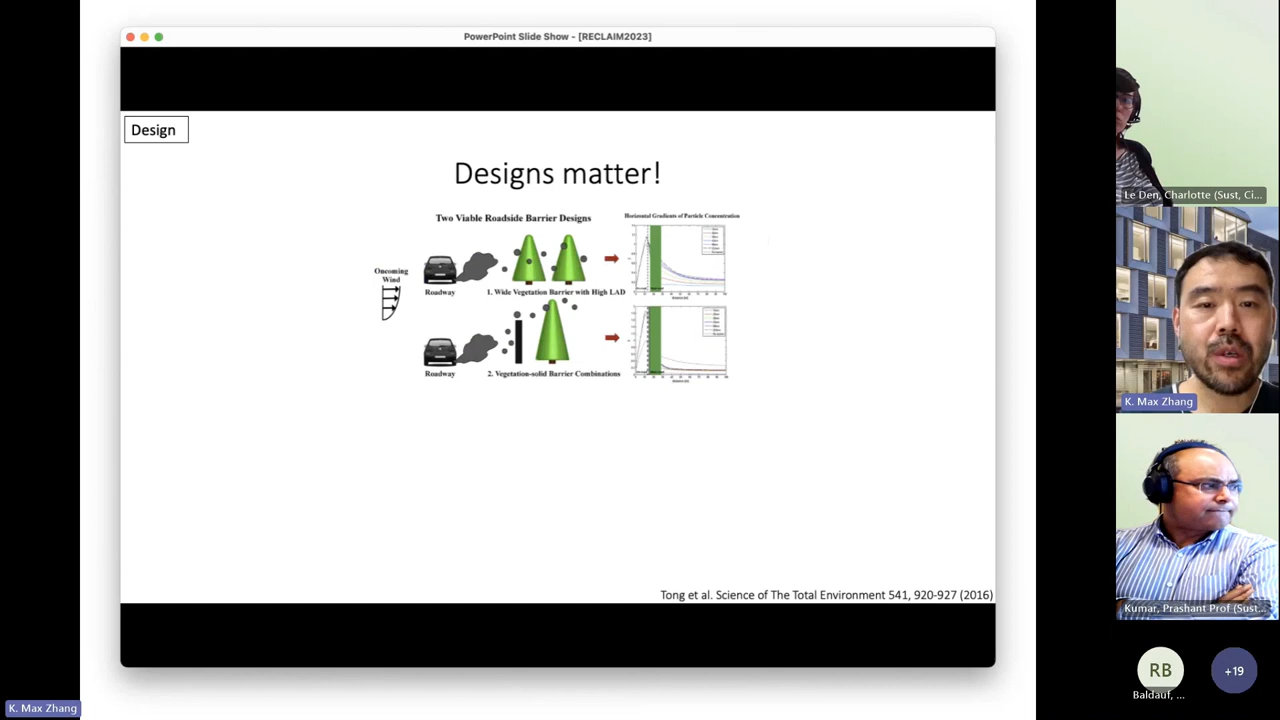 PowerPoint Slide Show - [RECLAIM2023]
Design
Designs matter!
Two Viable Roadside Barrier Designs
Horizontal Gradients of Particle Concentration
Oncoming
Wind
Roadway
1. Wide Vegetation Barrier with High LAD
Roadway
2. Vegetation-solid Barrier Combinations
Tong et al. Science of The Total Environment 541, 920-927 (2016)
Le Den, Charlotte (Sust, Ci...
K. Max Zhang
Kumar, Prashant Prof (Sust...
RB
Baldauf, ...
+19
K. Max Zhang